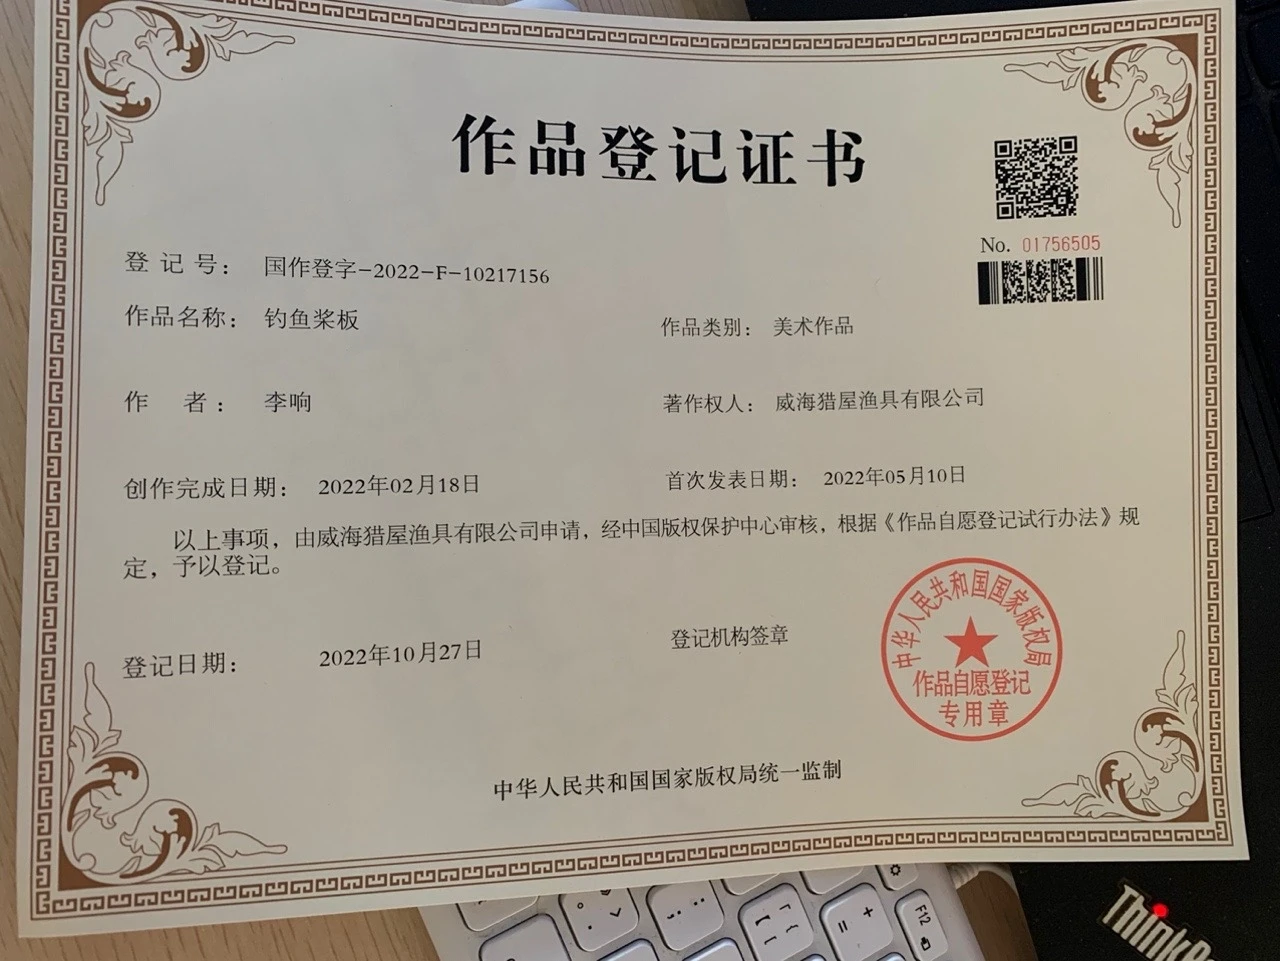 作品登记证书
No. 01756505
登记号： 国作登字-2022-F-10217156
作品名称： 钓鱼桨板
作品类别： 美术作品
作者： 李响
著作权人： 威海猎屋渔具有限公司
创作完成日期： 2022年02月18日
首次发表日期： 2022年05月10日
以上事项，由威海猎屋渔具有限公司申请，经中国版权保护中心审核，根据《作品自愿登记试行办法》规
定，予以登记。
登记日期： 2022年10月27日
登记机构签章
中华人民共和国国家版权局
作品自愿登记
专用章
中华人民共和国国家版权局统一监制
F12